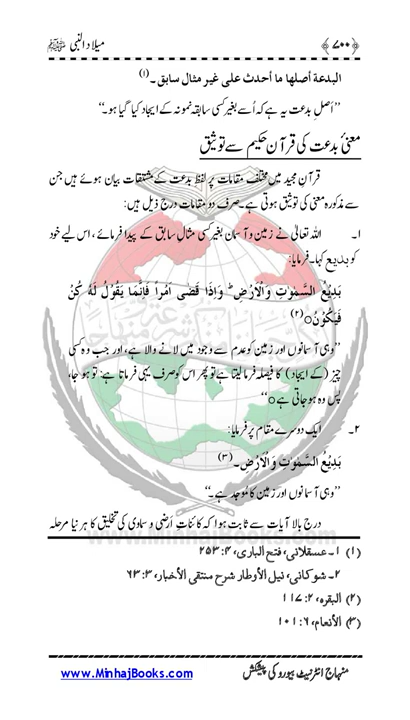 ﴿۷۰۰﴾ میلاد النبی ﷺ
البدعة أصلها ما أحدث على غير مثال سابق۔(۱)
’’اصلِ بدعت یہ ہے کہ اُسے بغیر کسی سابقہ نمونہ کے ایجاد کیا گیا ہو۔‘‘
معنیٔ بدعت کی قرآن حکیم سے توثیق
قرآن مجید میں مختلف مقامات پر لفظِ بدعت کے مشتقات بیان ہوئے ہیں جن
سے مذکورہ معنی کی توثیق ہوتی ہے۔ صرف دو مقامات درج ذیل ہیں:
۱۔ اللہ تعالیٰ نے زمین و آسمان بغیر کسی مثالِ سابق کے پیدا فرمائے، اس لیے خود
کو بدیع کہا۔ فرمایا:
بَدِيْعُ السَّمٰوٰتِ وَالْاَرْضِ ؕ وَاِذَا قَضٰی اَمْرًا فَاِنَّمَا يَقُوْلُ لَهٗ كُنْ
فَيَكُوْنُo(۲)
’’وہی آسمانوں اور زمین کو عدم سے وجود میں لانے والا ہے، اور جب وہ کسی
چیز (کے ایجاد) کا فیصلہ فرما لیتا ہے تو پھر اس کو صرف یہی فرماتا ہے: تو ہو جا،
پس وہ ہو جاتی ہےo‘‘
۲۔ ایک دوسرے مقام پر فرمایا:
بَدِيْعُ السَّمٰوٰتِ وَالْاَرْضِ۔(۳)
’’وہی آسمانوں اور زمین کا مُوجد ہے۔‘‘
درج بالا آیات سے ثابت ہوا کہ کائناتِ اَرضی و سماوی کی تخلیق کا ہر نیا مرحلہ
www.MinhajBooks.com
(۱) ۱۔ عسقلانی، فتح الباری، ۴: ۲۵۳
۲۔ شوکانی، نیل الأوطار شرح منتقی الأخبار، ۳: ۶۳
(۲) البقرہ، ۲: ۱۱۷
(۳) الأنعام، ۶: ۱۰۱
منہاج انٹرنیٹ بیورو کی پیشکش www.MinhajBooks.com